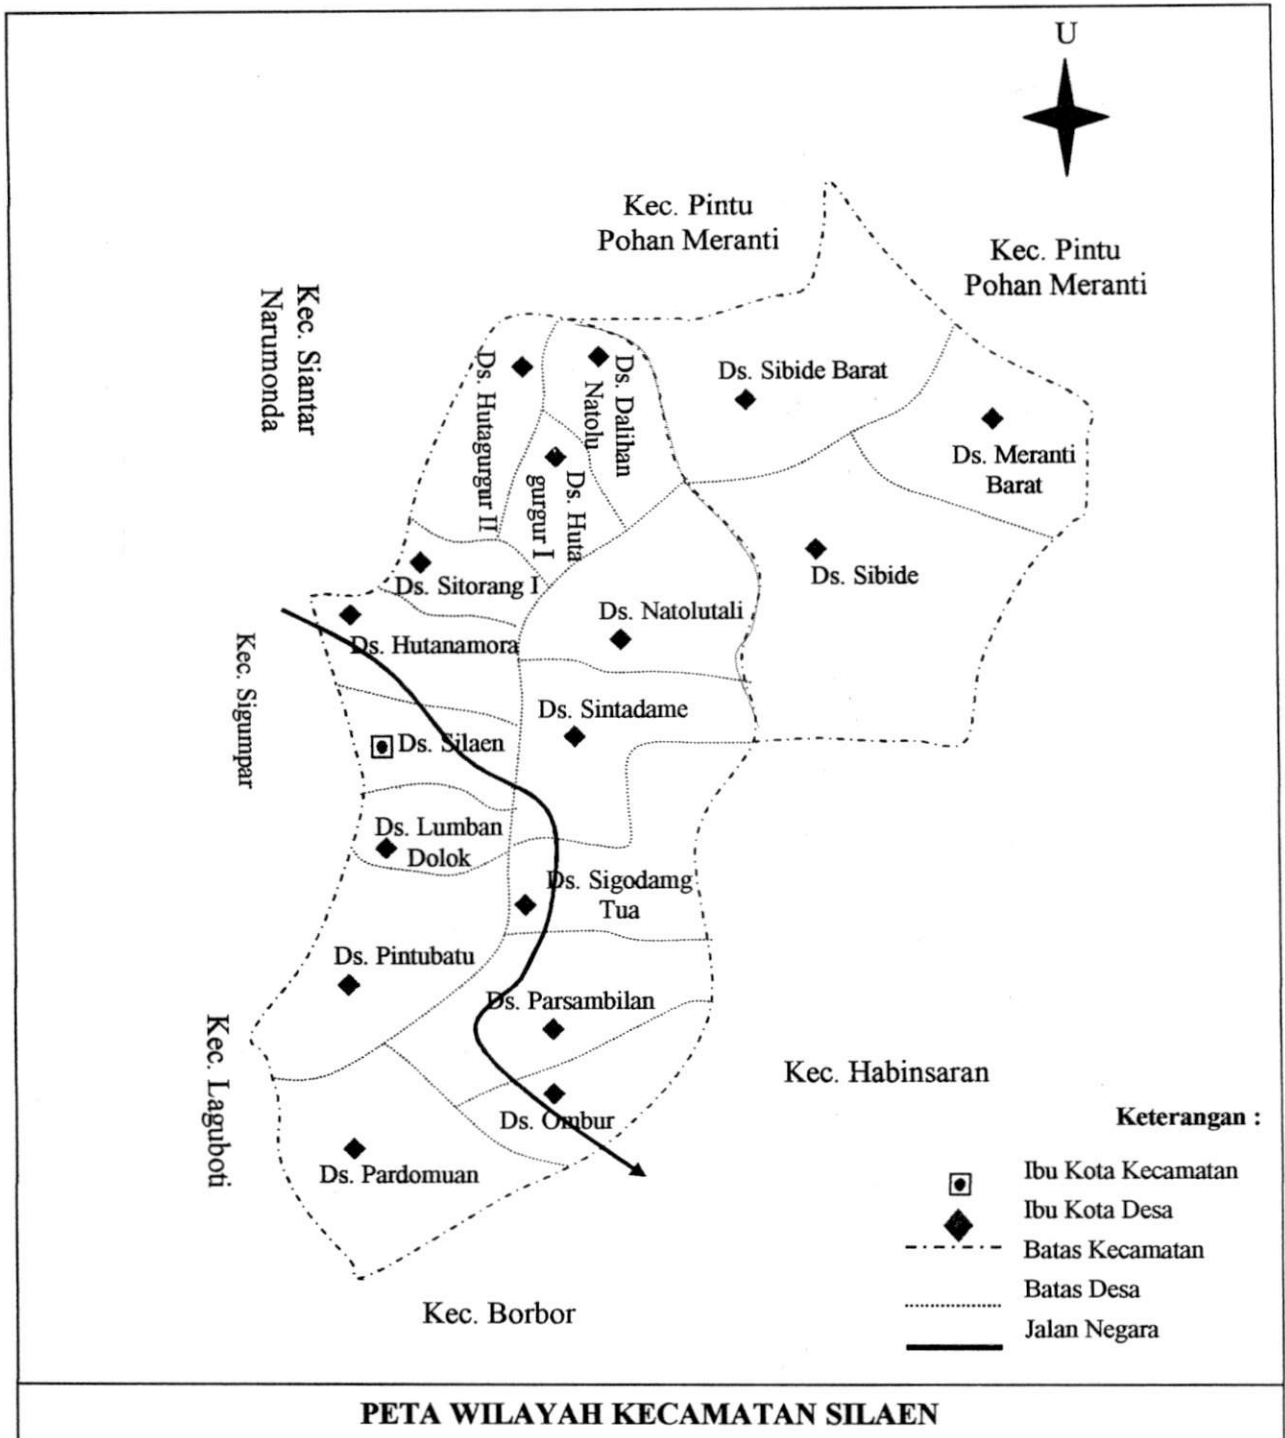 U
Kec. Pintu
Pohan Meranti
Kec. Pintu
Pohan Meranti
Kec. Siantar
Narumonda
Ds. Hutagurgur II
Ds. Dalihan
Natolu
Ds. Huta
gurgur I
Ds. Sibide Barat
Ds. Meranti
Barat
Ds. Sitorang I
Ds. Sibide
Ds. Natolutali
Ds. Hutanamora
Kec. Sigumpar
Ds. Sintadame
Ds. Silaen
Ds. Lumban
Dolok
Ds. Sigodamg
Tua
Ds. Pintubatu
Ds. Parsambilan
Kec. Laguboti
Kec. Habinsaran
Ds. Ombur
Ds. Pardomuan
Kec. Borbor
Keterangan :
Ibu Kota Kecamatan
Ibu Kota Desa
Batas Kecamatan
Batas Desa
Jalan Negara
PETA WILAYAH KECAMATAN SILAEN